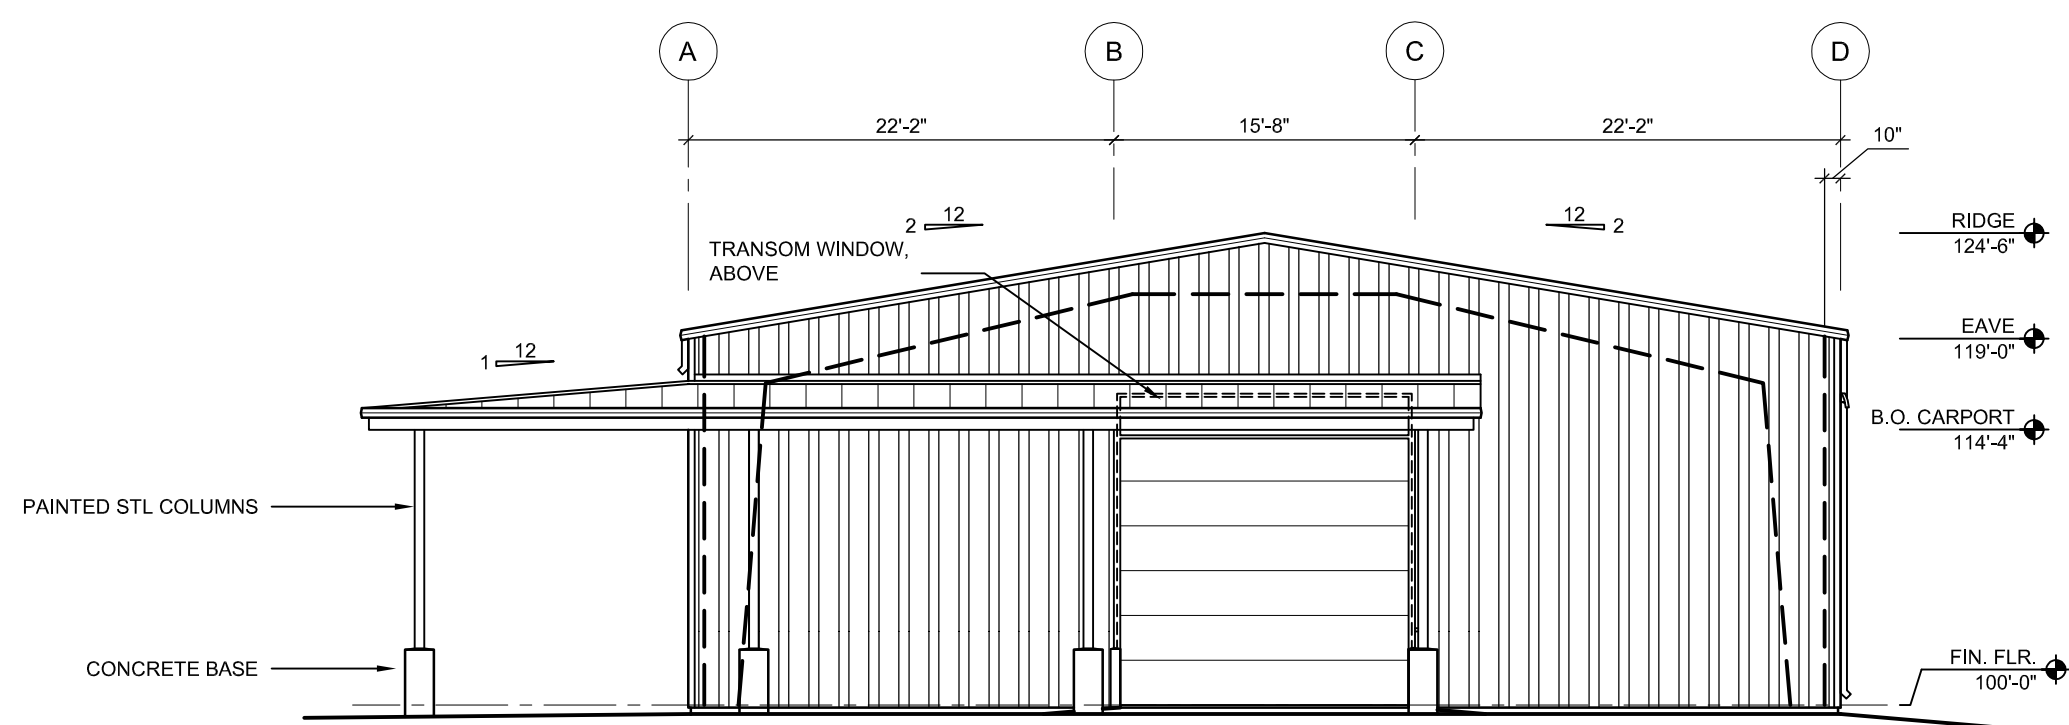 A
B
C
D
22'-2"
15'-8"
22'-2"
10"
2
12
12
2
RIDGE
124'-6"
TRANSOM WINDOW,
ABOVE
EAVE
119'-0"
1
12
B.O. CARPORT
114'-4"
PAINTED STL COLUMNS
CONCRETE BASE
FIN. FLR.
100'-0"